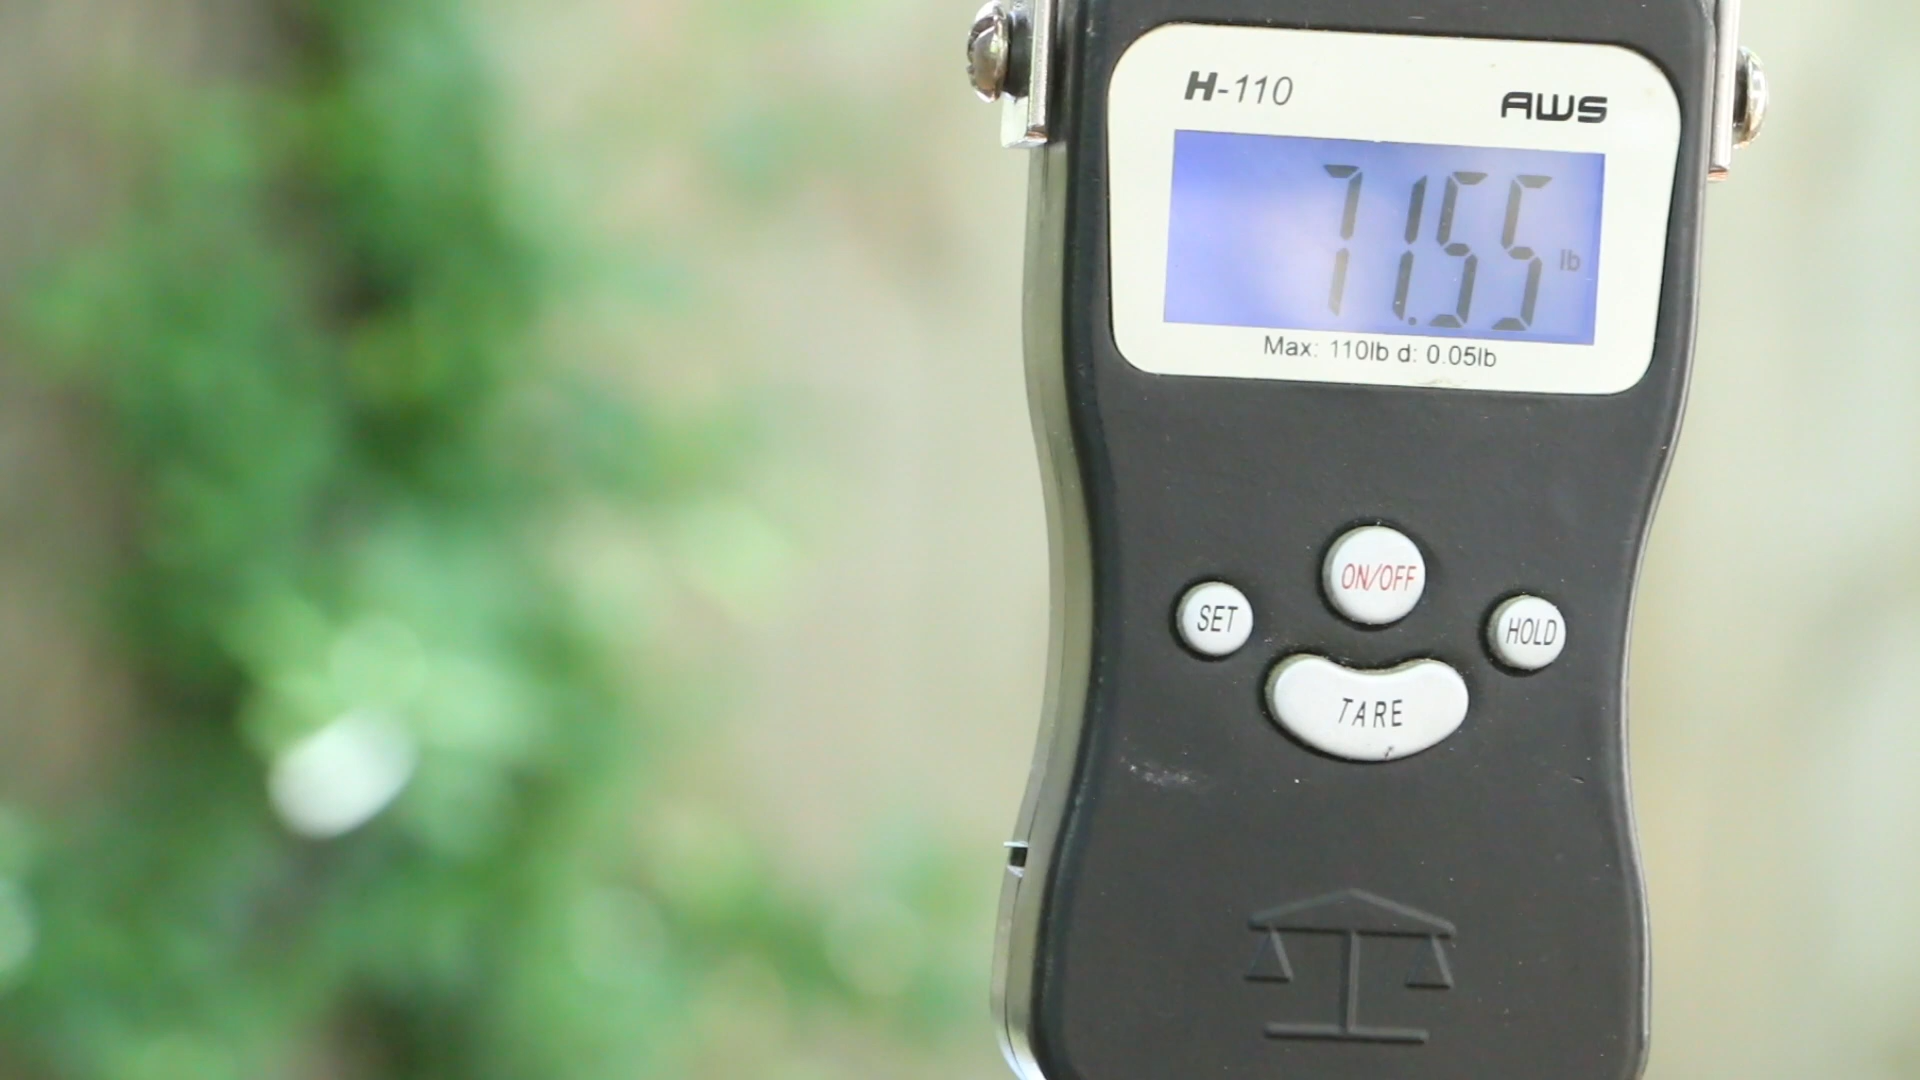 H-110
AWS
71.55 lb
Max: 110lb d: 0.05lb
ON/OFF
SET
HOLD
TARE